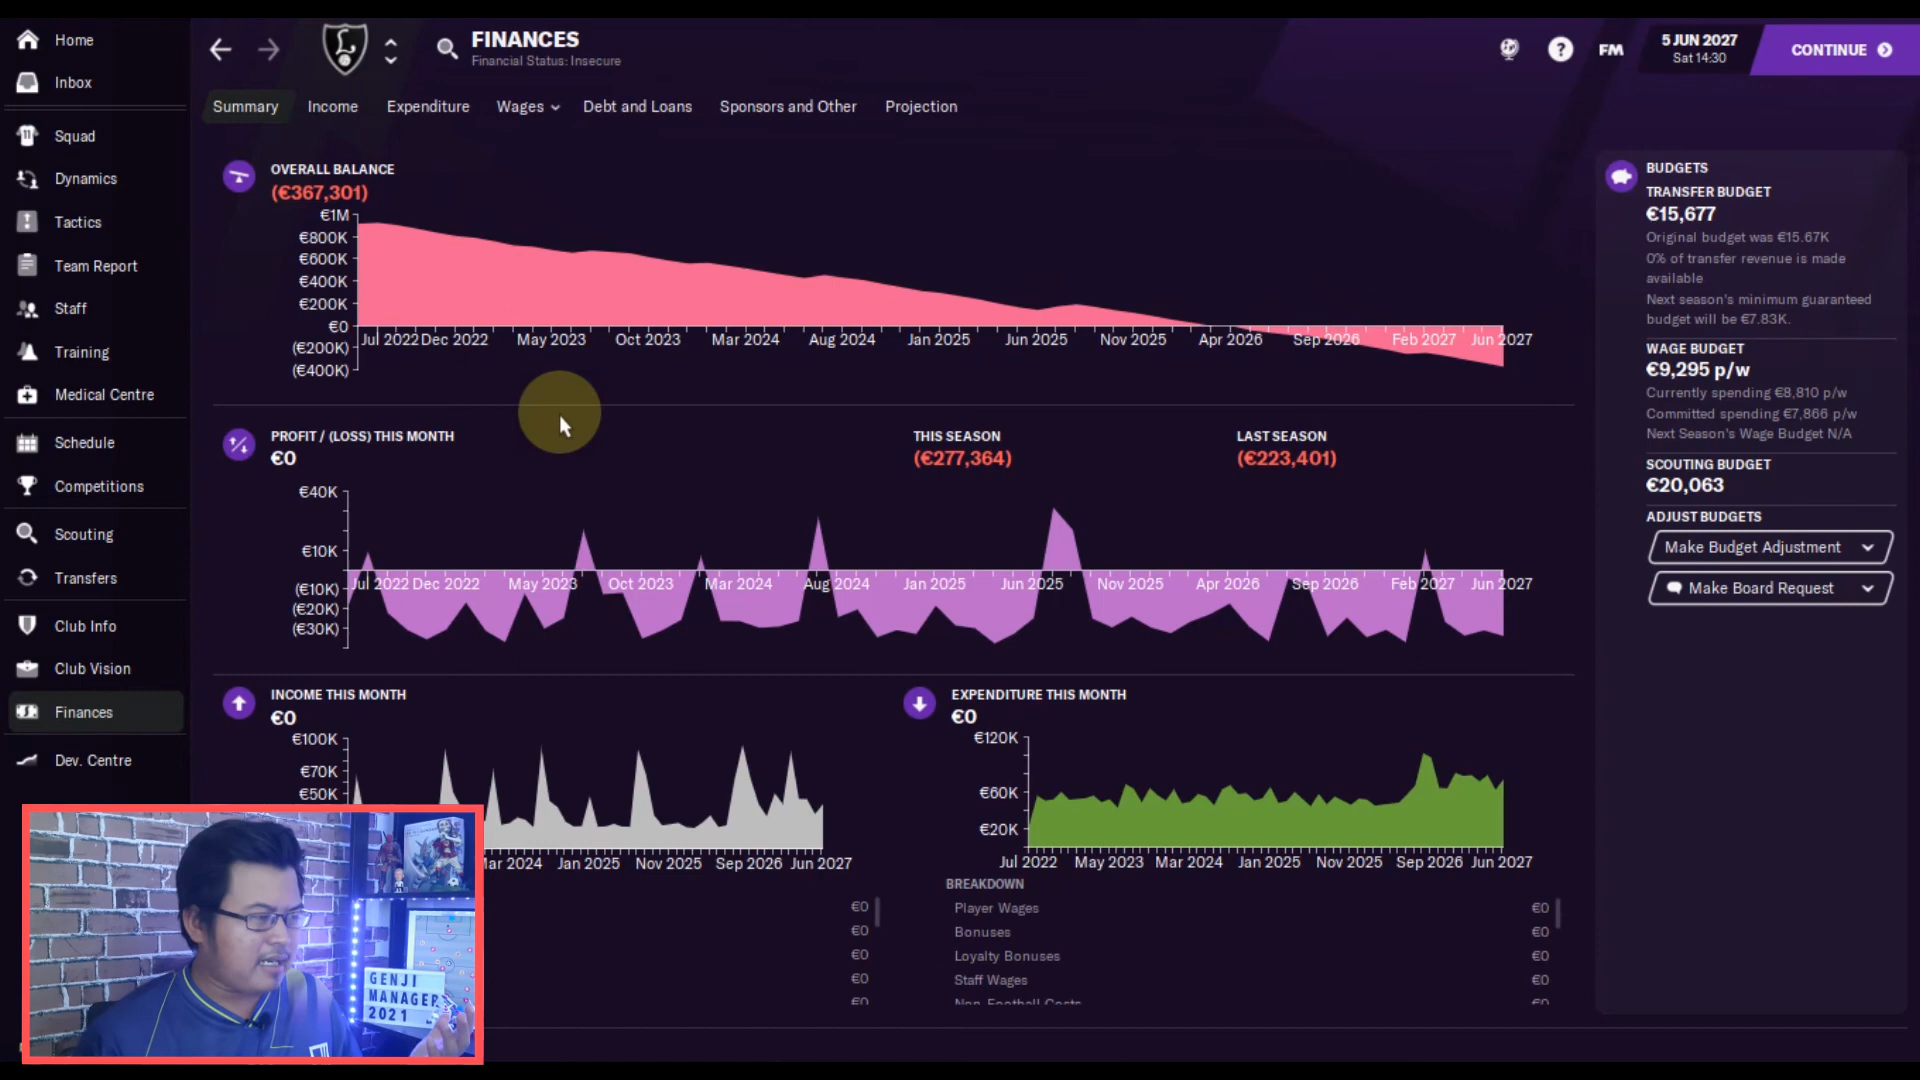 Home
Inbox
Squad
Dynamics
Tactics
Team Report
Staff
Training
Medical Centre
Schedule
Competitions
Scouting
Transfers
Club Info
Club Vision
Finances
Dev. Centre
FINANCES
Financial Status: Insecure
FM
5 JUN 2027
Sat 14:30
CONTINUE
Summary Income Expenditure Wages Debt and Loans Sponsors and Other Projection
OVERALL BALANCE
(€367,301)
€1M
€800K
€600K
€400K
€200K
€0
(€200K)
(€400K)
Jul 2022 Dec 2022 May 2023 Oct 2023 Mar 2024 Aug 2024 Jan 2025 Jun 2025 Nov 2025 Apr 2026 Sep 2026 Feb 2027 Jun 2027
PROFIT / (LOSS) THIS MONTH
€0
THIS SEASON
(€277,364)
LAST SEASON
(€223,401)
€40K
€10K
(€10K)
(€20K)
(€30K)
Jul 2022 Dec 2022 May 2023 Oct 2023 Mar 2024 Aug 2024 Jan 2025 Jun 2025 Nov 2025 Apr 2026 Sep 2026 Feb 2027 Jun 2027
INCOME THIS MONTH
€0
€100K
€70K
€50K
Mar 2024 Jan 2025 Nov 2025 Sep 2026 Jun 2027
€0
€0
€0
€0
€0
EXPENDITURE THIS MONTH
€0
€120K
€60K
€20K
Jul 2022 May 2023 Mar 2024 Jan 2025 Nov 2025 Sep 2026 Jun 2027
BREAKDOWN
Player Wages €0
Bonuses €0
Loyalty Bonuses €0
Staff Wages €0
Non-Football Costs €0
BUDGETS
TRANSFER BUDGET
€15,677
Original budget was €15.67K
0% of transfer revenue is made
available
Next season's minimum guaranteed
budget will be €7.83K.
WAGE BUDGET
€9,295 p/w
Currently spending €8,810 p/w
Committed spending €7,866 p/w
Next Season's Wage Budget N/A
SCOUTING BUDGET
€20,063
ADJUST BUDGETS
Make Budget Adjustment
Make Board Request
GENJI
MANAGER
2021